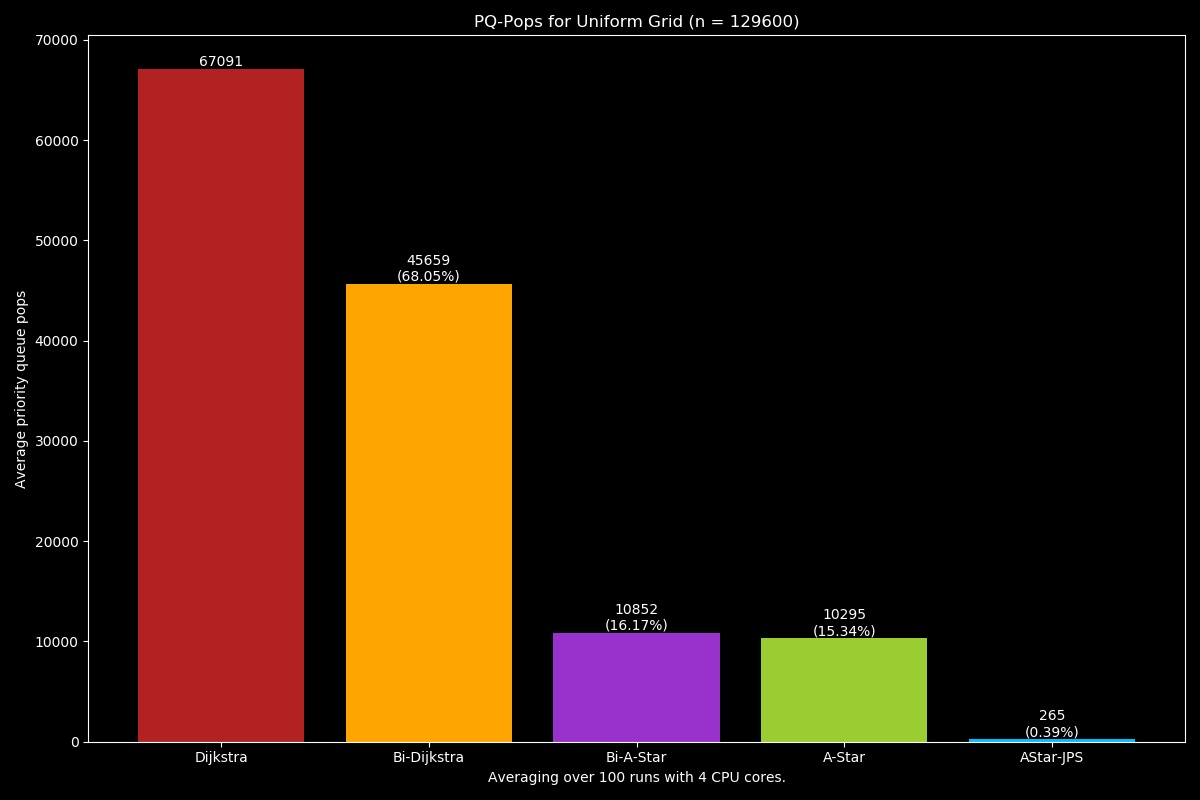 PQ-Pops for Uniform Grid (n = 129600)
Average priority queue pops
70000
60000
50000
40000
30000
20000
10000
0
67091
45659
(68.05%)
10852
(16.17%)
10295
(15.34%)
265
(0.39%)
Dijkstra
Bi-Dijkstra
Bi-A-Star
A-Star
AStar-JPS
Averaging over 100 runs with 4 CPU cores.